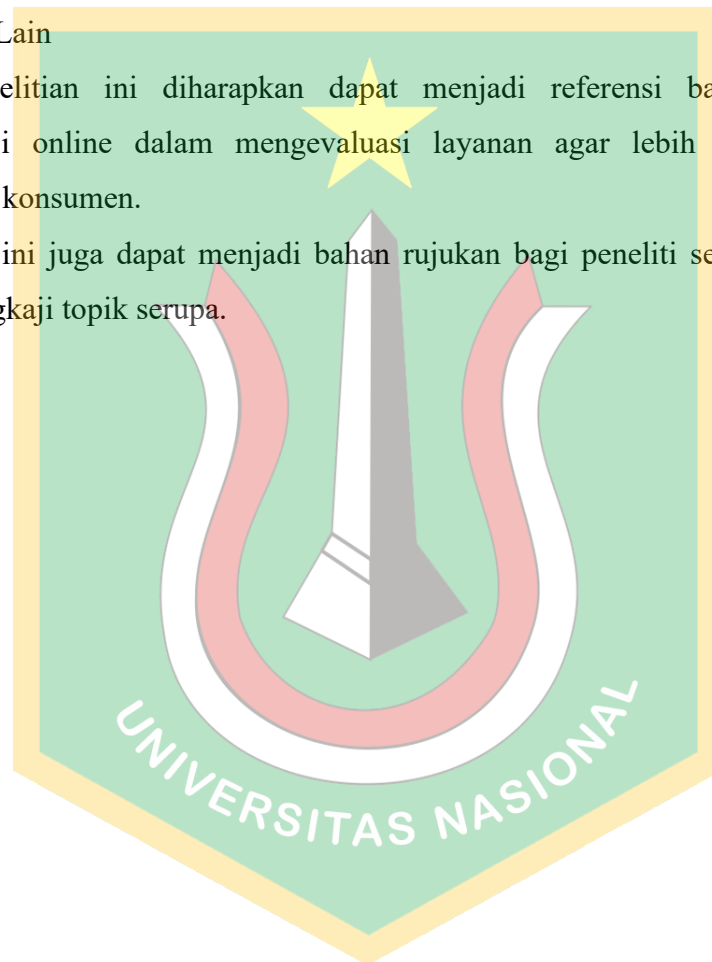 Lain
elitian ini diharapkan dapat menjadi referensi ba
i online dalam mengevaluasi layanan agar lebih
konsumen.
ini juga dapat menjadi bahan rujukan bagi peneliti se
gkaji topik serupa.
UNIVERSITAS NASIONAL